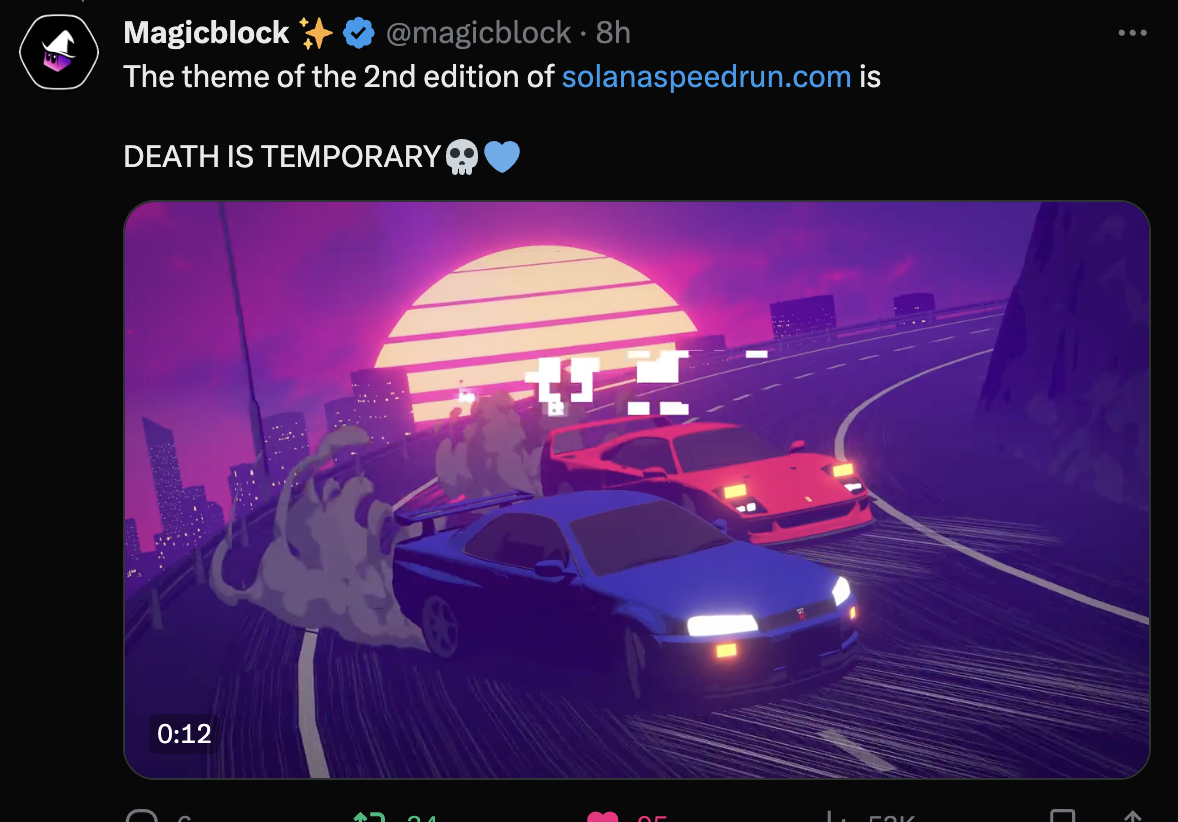 Magicblock ✨ @magicblock · 8h
The theme of the 2nd edition of solanaspeedrun.com is
DEATH IS TEMPORARY💀🩵
0:12